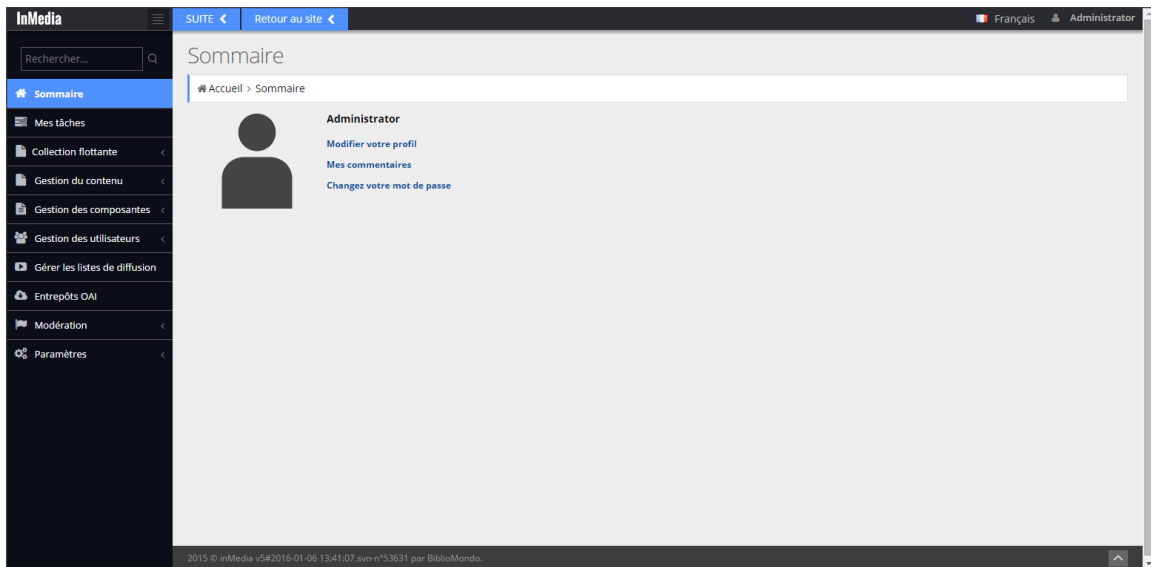 InMedia
SUITE
Retour au site
Français
Administrator
Rechercher...
Sommaire
Mes tâches
Collection flottante
Gestion du contenu
Gestion des composantes
Gestion des utilisateurs
Gérer les listes de diffusion
Entrepôts OAI
Modération
Paramètres
Sommaire
Accueil > Sommaire
Administrator
Modifier votre profil
Mes commentaires
Changez votre mot de passe
2015 © inMedia v5#2016-01-06 13:41:07.svn-n°53631 par BiblioMondo.